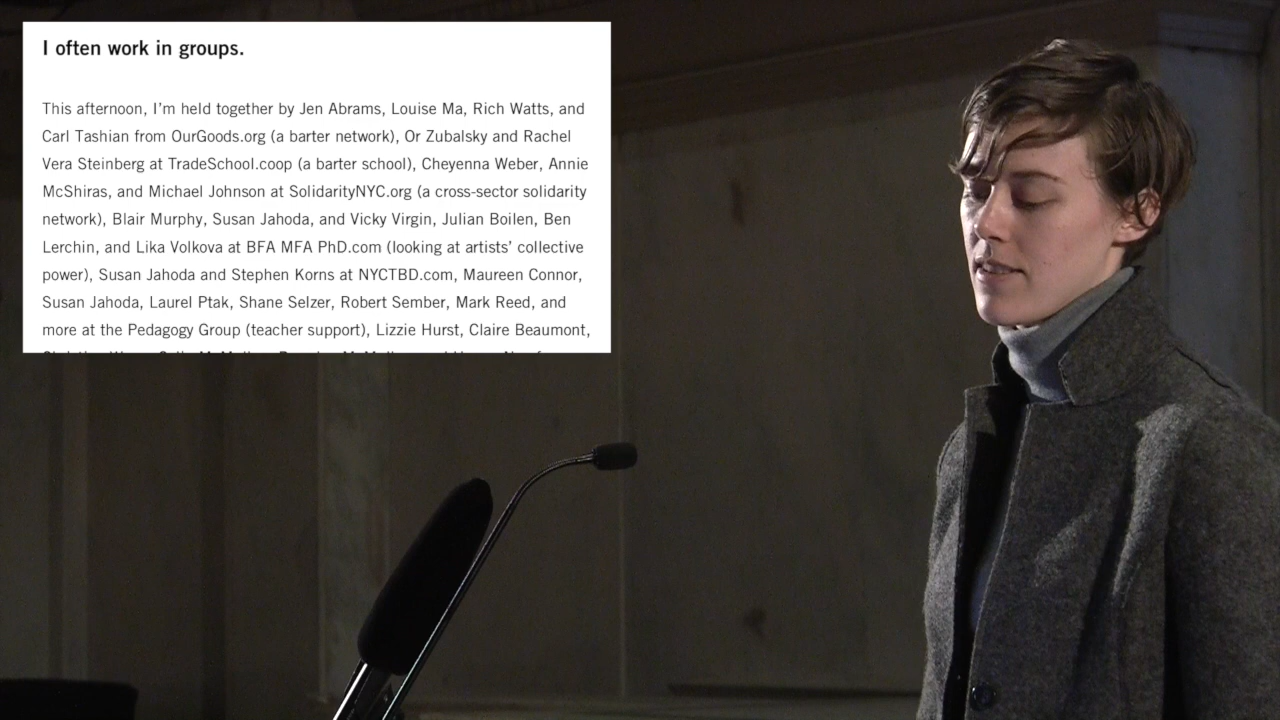 I often work in groups.
This afternoon, I'm held together by Jen Abrams, Louise Ma, Rich Watts, and
Carl Tashian from OurGoods.org (a barter network), Or Zubalsky and Rachel
Vera Steinberg at TradeSchool.coop (a barter school), Cheyenna Weber, Annie
McShiras, and Michael Johnson at SolidarityNYC.org (a cross-sector solidarity
network), Blair Murphy, Susan Jahoda, and Vicky Virgin, Julian Boilen, Ben
Lerchin, and Lika Volkova at BFA MFA PhD.com (looking at artists' collective
power), Susan Jahoda and Stephen Korns at NYCTBD.com, Maureen Connor,
Susan Jahoda, Laurel Ptak, Shane Selzer, Robert Sember, Mark Reed, and
more at the Pedagogy Group (teacher support), Lizzie Hurst, Claire Beaumont,